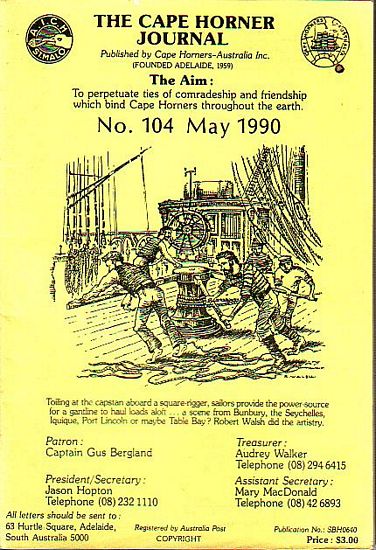 A.I.C.H.
ST. MALO
THE CAPE HORNER
JOURNAL
Published by Cape Horners-Australia Inc.
(FOUNDED ADELAIDE, 1959)
The Aim:
To perpetuate ties of comradeship and friendship
which bind Cape Horners throughout the earth.
No. 104 May 1990
Toiling at the capstan aboard a square-rigger, sailors provide the power-source
for a gantline to haul loads aloft . . . a scene from Bunbury, the Seychelles,
Iquique, Port Lincoln or maybe Table Bay? Robert Walsh did the artistry.
Patron:
Captain Gus Bergland
Treasurer:
Audrey Walker
Telephone (08) 294 6415
President/Secretary:
Jason Hopton
Telephone (08) 232 1110
Assistant Secretary:
Mary MacDonald
Telephone (08) 42 6893
All letters should be sent to:
63 Hurtle Square, Adelaide,
South Australia 5000
Registered by Australia Post
COPYRIGHT
Publication No.: SBH0640
Price: $3.00